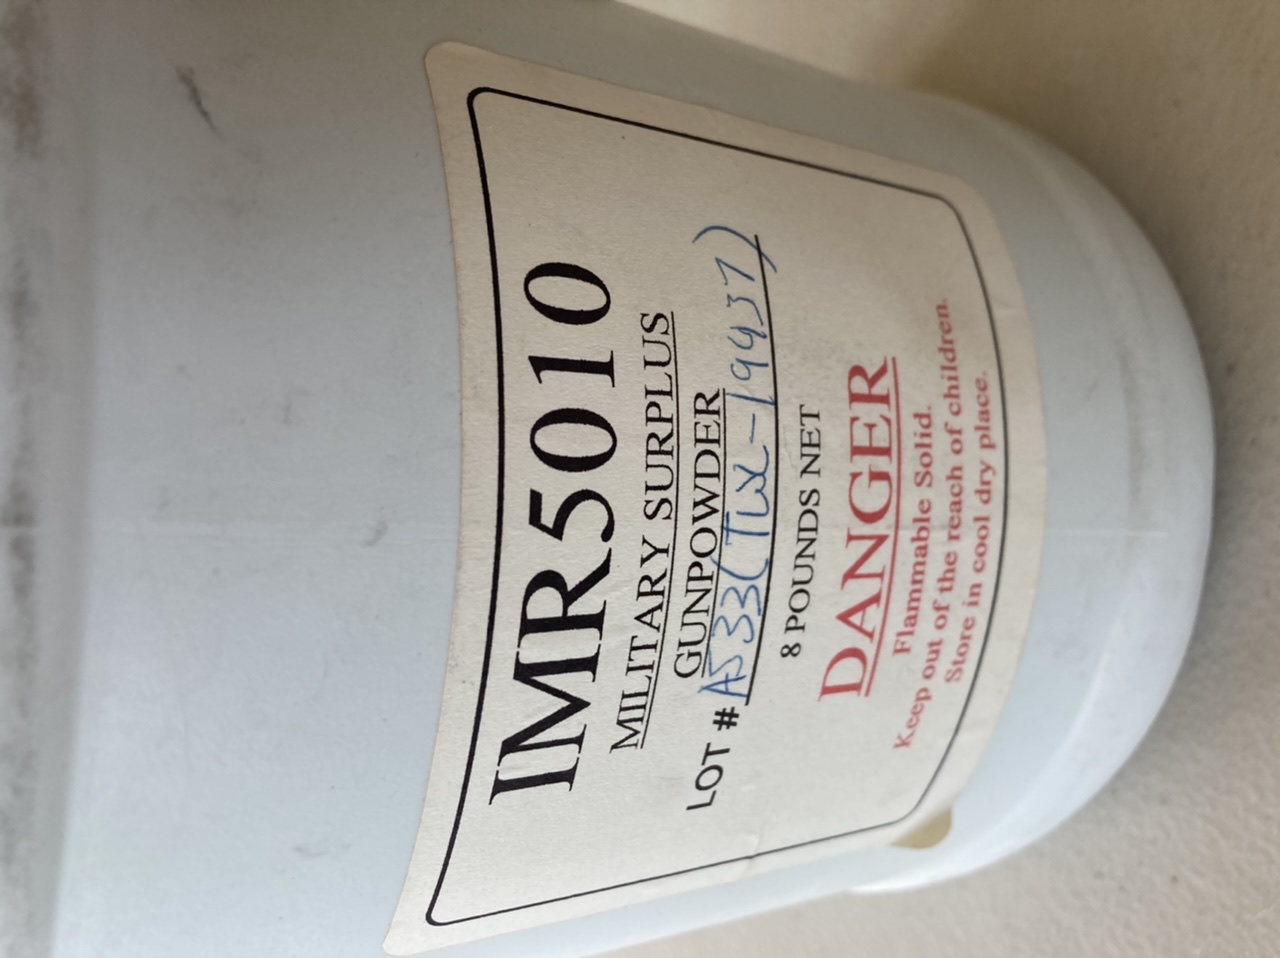 IMR5010
MILITARY SURPLUS
GUNPOWDER
LOT # A533(TWX-19937)
8 POUNDS NET
DANGER
Flammable Solid.
Keep out of the reach of children.
Store in cool dry place.